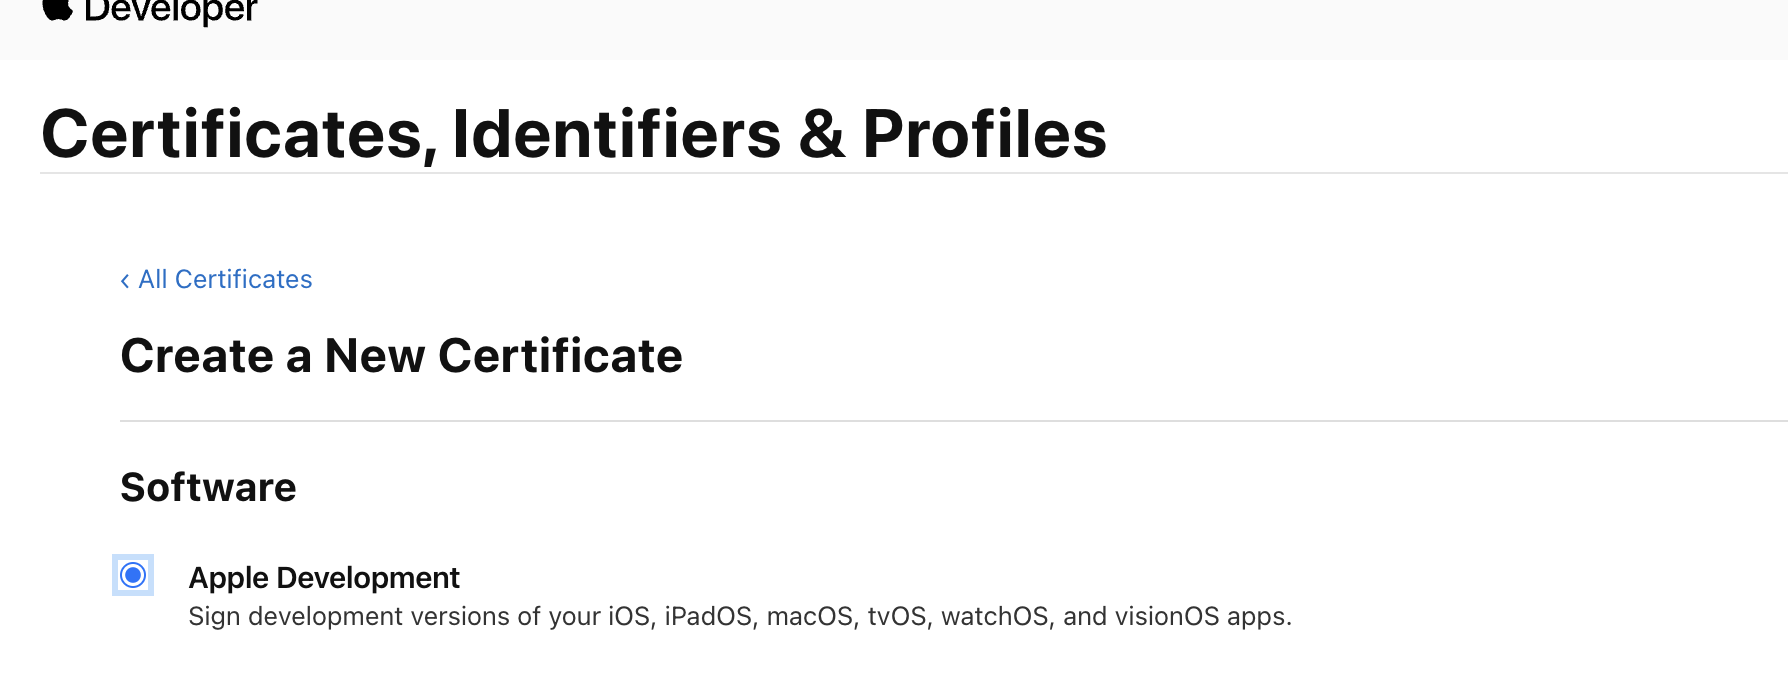 Developer
Certificates, Identifiers & Profiles
‹ All Certificates
Create a New Certificate
Software
Apple Development
Sign development versions of your iOS, iPadOS, macOS, tvOS, watchOS, and visionOS apps.